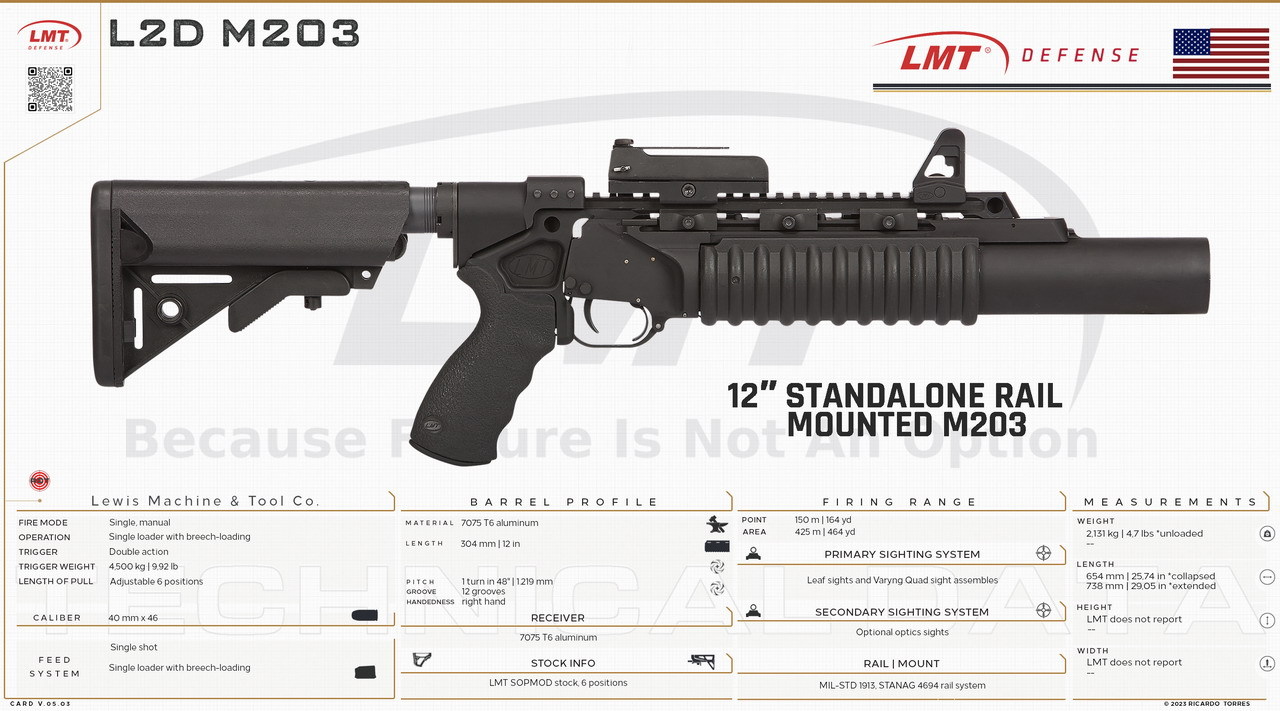 LMT
DEFENSE
L2D M203
LMT® DEFENSE
LMT
LMT
12" STANDALONE RAIL
MOUNTED M203
Because Failure Is Not An Option
TECHNICAL DATA
Lewis Machine & Tool Co.
FIRE MODE Single, manual
OPERATION Single loader with breech-loading
TRIGGER Double action
TRIGGER WEIGHT 4,500 kg | 9.92 lb
LENGTH OF PULL Adjustable 6 positions
CALIBER 40 mm x 46
FEED
SYSTEM
Single shot
Single loader with breech-loading
BARREL PROFILE
MATERIAL 7075 T6 aluminum
LENGTH 304 mm | 12 in
PITCH 1 turn in 48" | 1219 mm
GROOVE 12 grooves
HANDEDNESS right hand
RECEIVER
7075 T6 aluminum
STOCK INFO
LMT SOPMOD stock, 6 positions
FIRING RANGE
POINT 150 m | 164 yd
AREA 425 m | 464 yd
PRIMARY SIGHTING SYSTEM
Leaf sights and Varyng Quad sight assembles
SECONDARY SIGHTING SYSTEM
Optional optics sights
RAIL | MOUNT
MIL-STD 1913, STANAG 4694 rail system
MEASUREMENTS
WEIGHT
2,131 kg | 4.7 lbs *unloaded
--
LENGTH
654 mm | 25,74 in *collapsed
738 mm | 29,05 in *extended
HEIGHT
LMT does not report
--
WIDTH
LMT does not report
--
CARD V.05.03
© 2023 RICARDO TORRES